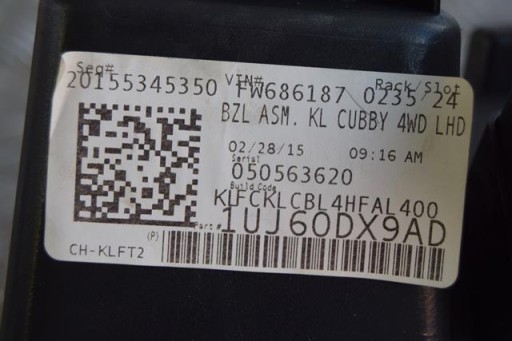 Seq# VIN# Rack/Slot
20155345350 FW686187 0235 24
BZL ASM. KL CUBBY 4WD LHD
02/28/15 09:16 AM
Serial
050563620
Build Code
KLFCKLCBL4HFAL400
Part # 1UJ60DX9AD
(P)
CH-KLFT2